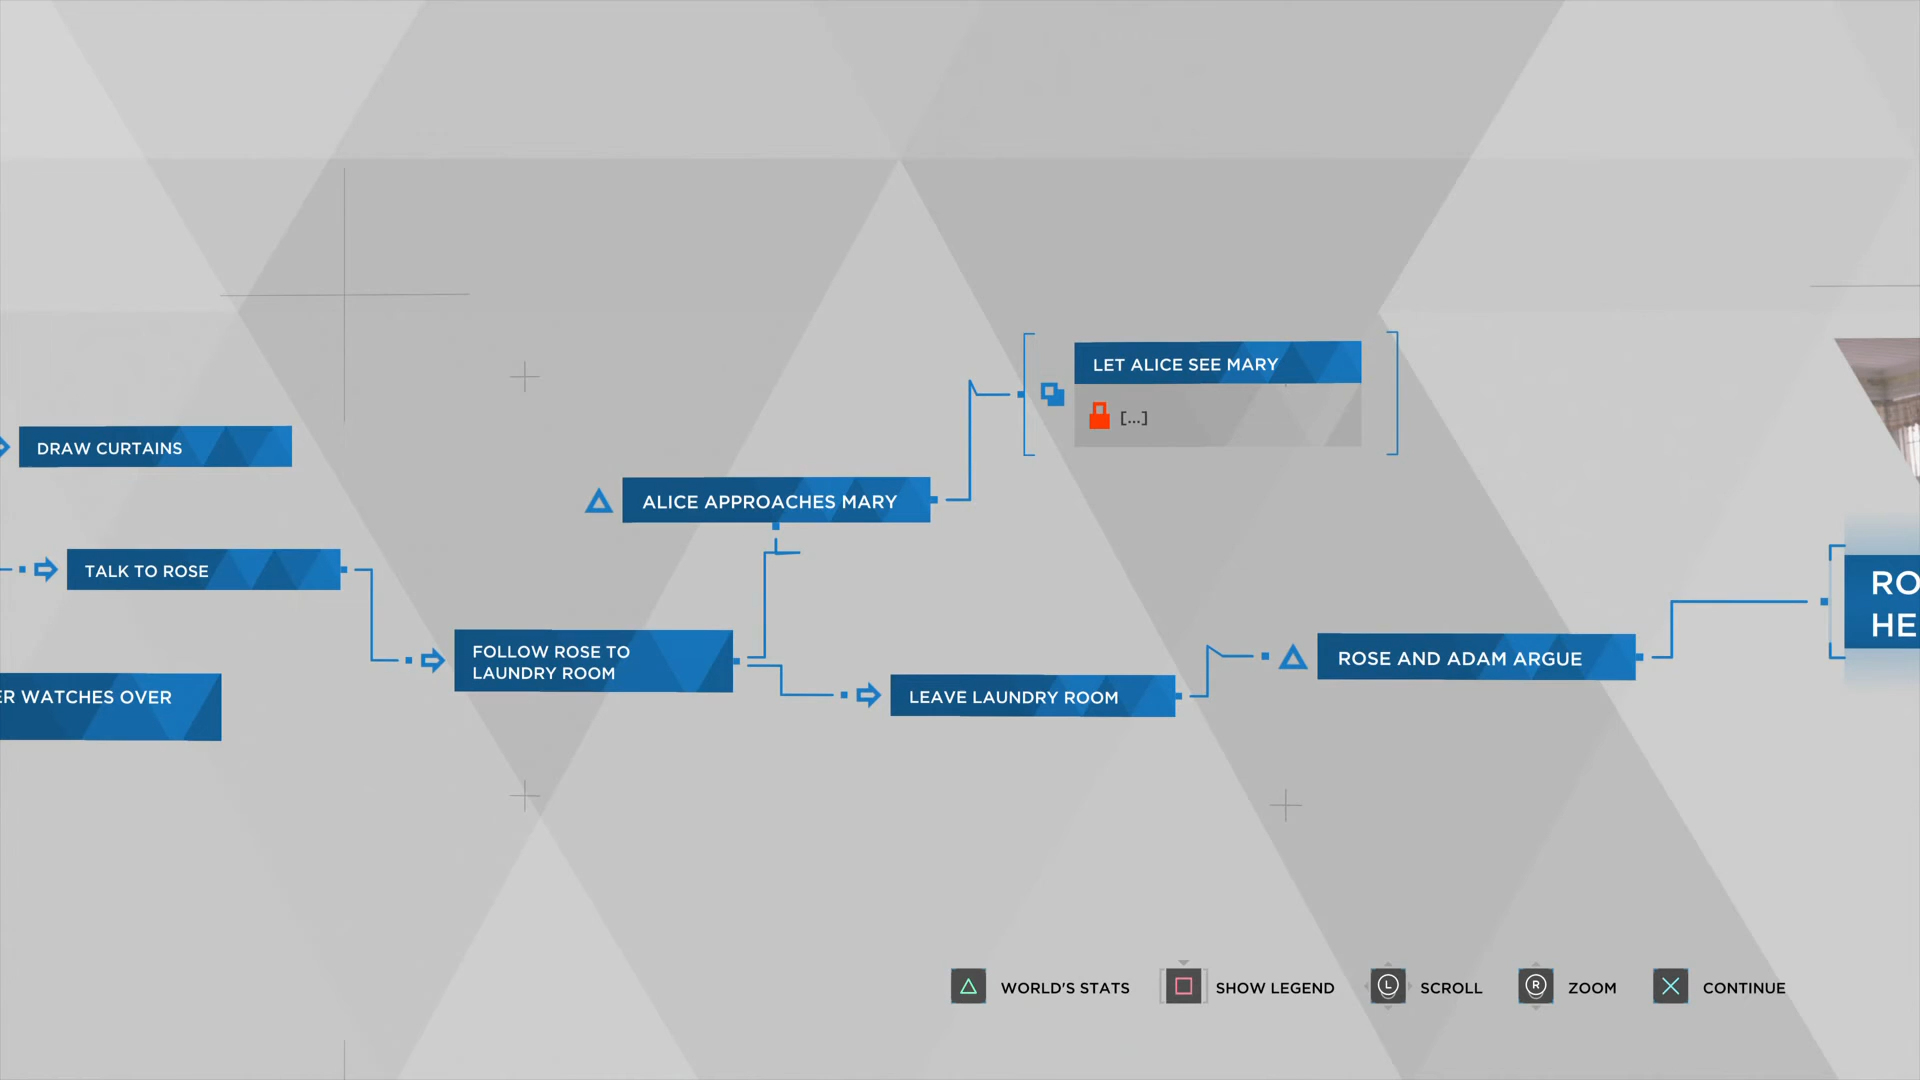 LET ALICE SEE MARY
[...]
DRAW CURTAINS
ALICE APPROACHES MARY
TALK TO ROSE
FOLLOW ROSE TO
LAUNDRY ROOM
ROSE AND ADAM ARGUE
RO
HE
ER WATCHES OVER
LEAVE LAUNDRY ROOM
WORLD'S STATS
SHOW LEGEND
L
SCROLL
R
ZOOM
CONTINUE